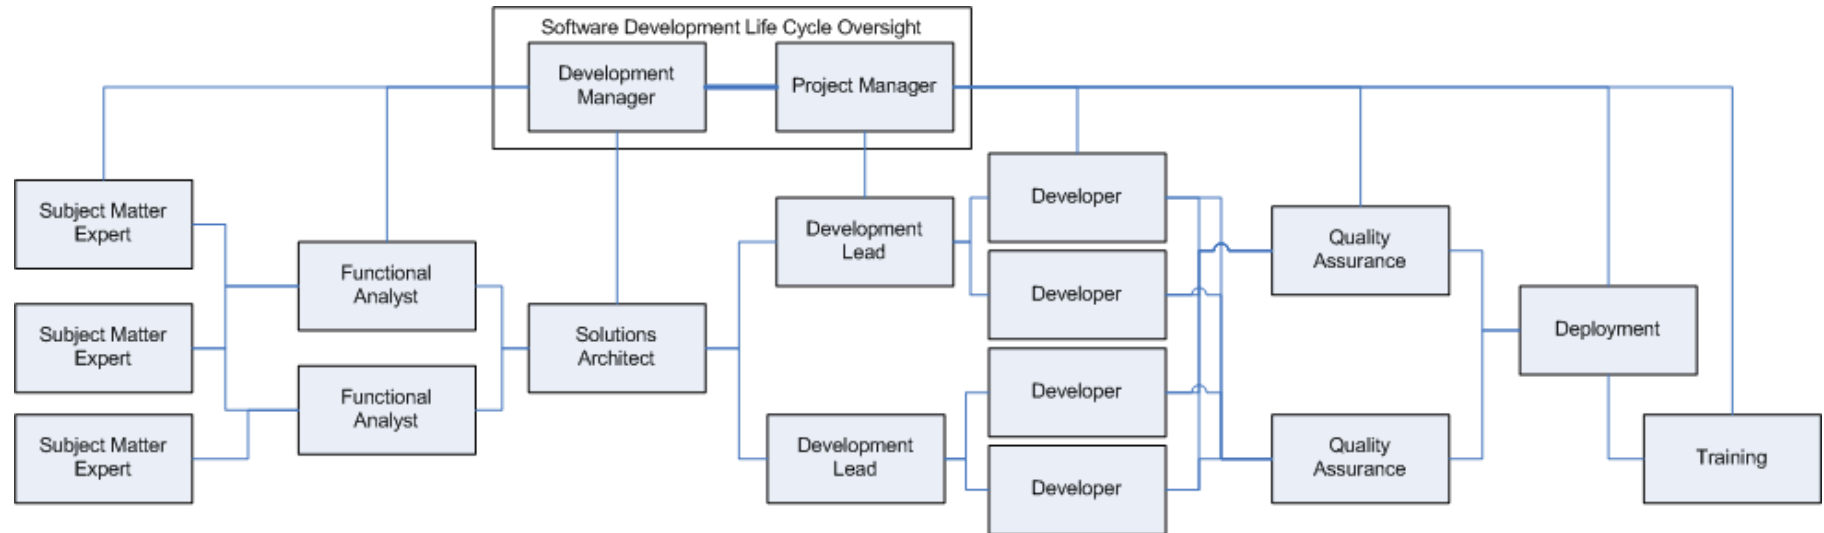 Software Development Life Cycle Oversight
Development
Manager
Project Manager
Subject Matter
Expert
Subject Matter
Expert
Subject Matter
Expert
Functional
Analyst
Functional
Analyst
Solutions
Architect
Development
Lead
Development
Lead
Developer
Developer
Developer
Developer
Quality
Assurance
Quality
Assurance
Deployment
Training